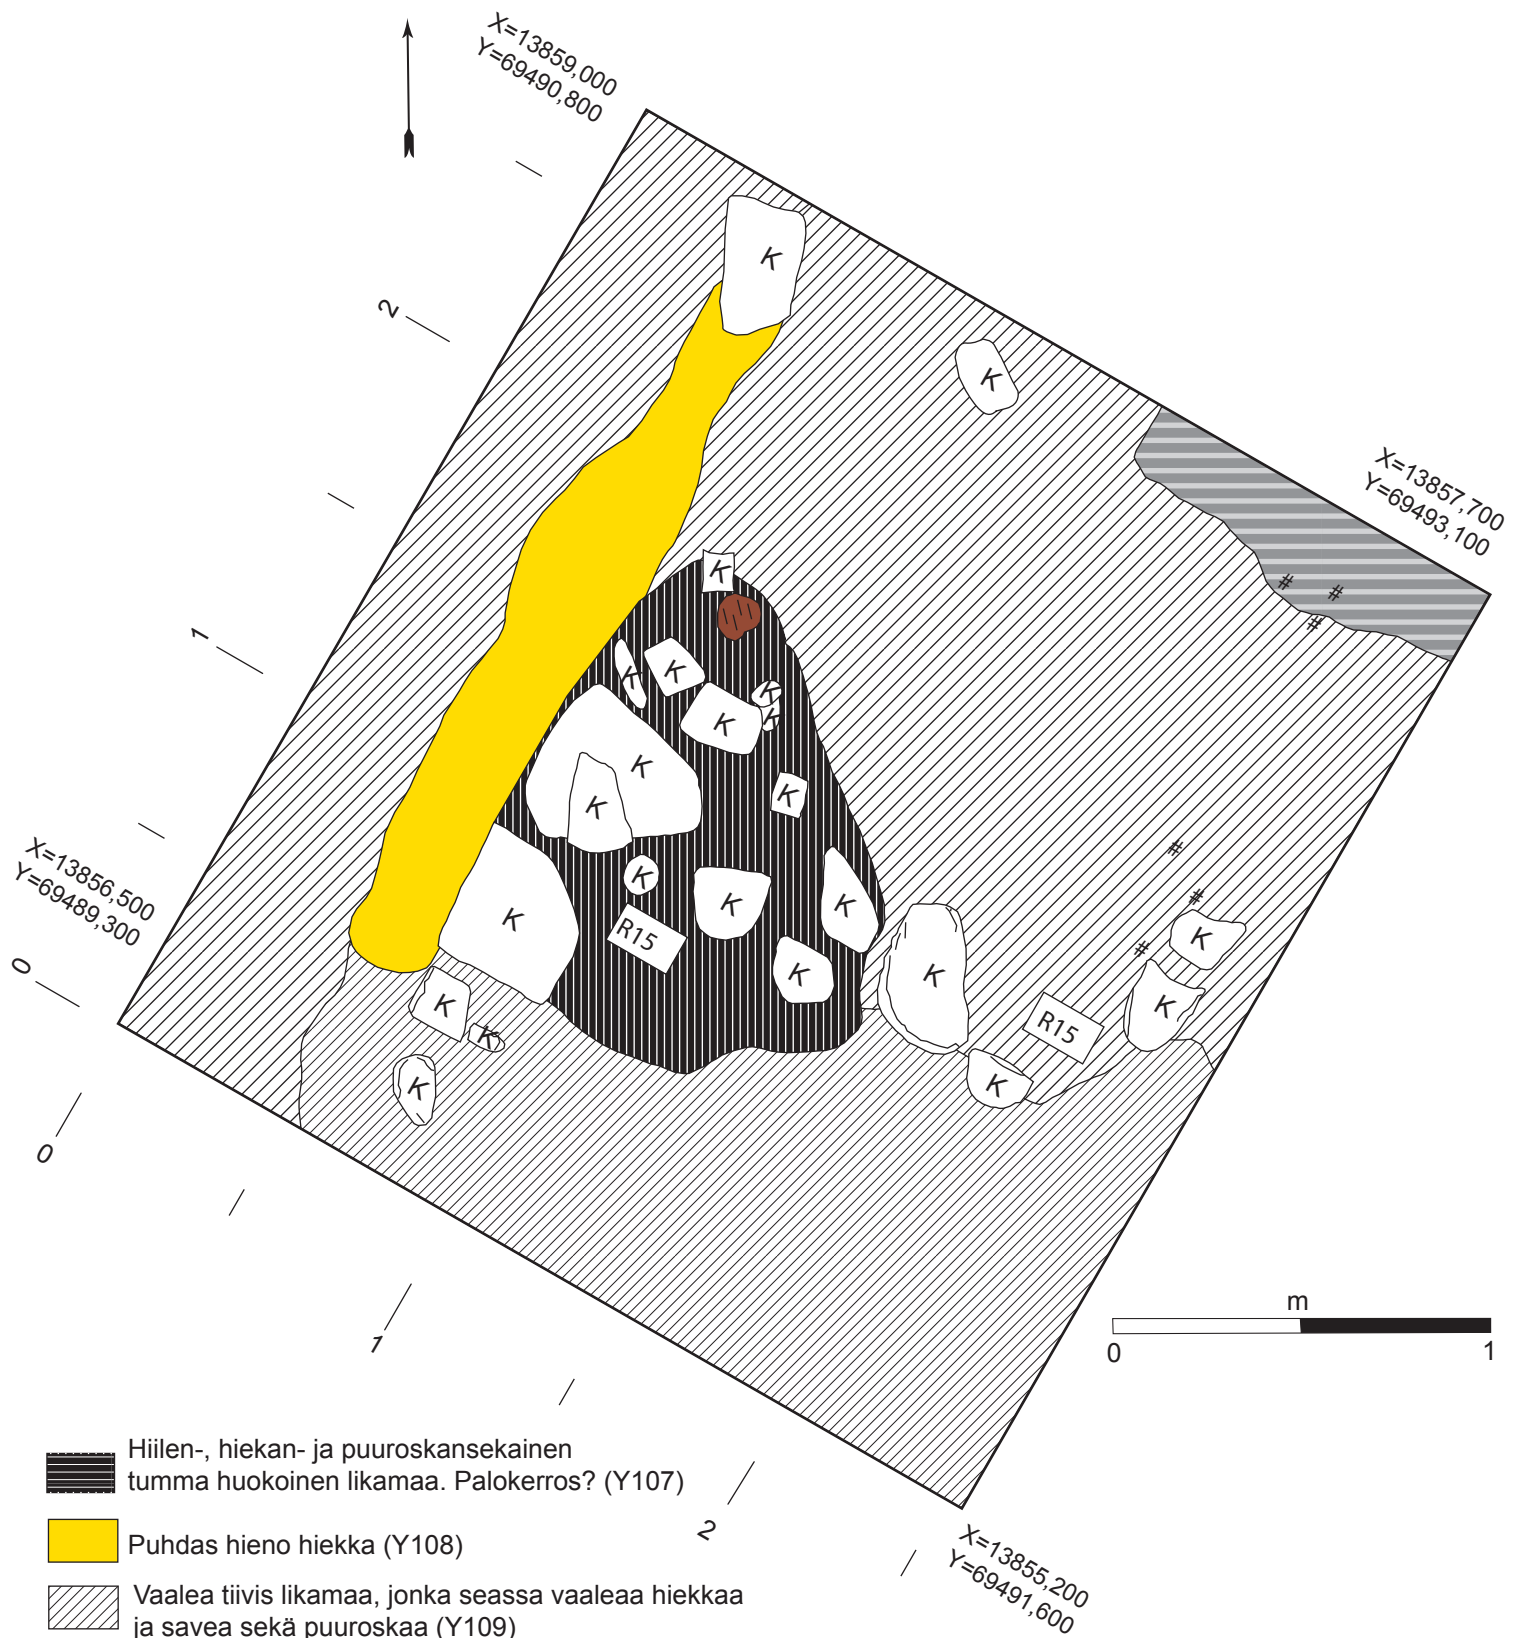 X=13859,000
Y=69490,800
K
2
K
X=13857,700
Y=69493,100
K
#
#
#
1
K
K
K
K
K
K
K
K
X=13856,500
Y=69489,300
#
K
K
K
#
K
R15
K
#
K
K
0
K
K
R15
K
K
K
0
m
0
1
1
Hiilen-, hiekan- ja puuroskansekainen
tumma huokoinen likamaa. Palokerros? (Y107)
2
Puhdas hieno hiekka (Y108)
X=13855,200
Y=69491,600
Vaalea tiivis likamaa, jonka seassa vaaleaa hiekkaa
ja savea sekä puuroskaa (Y109)